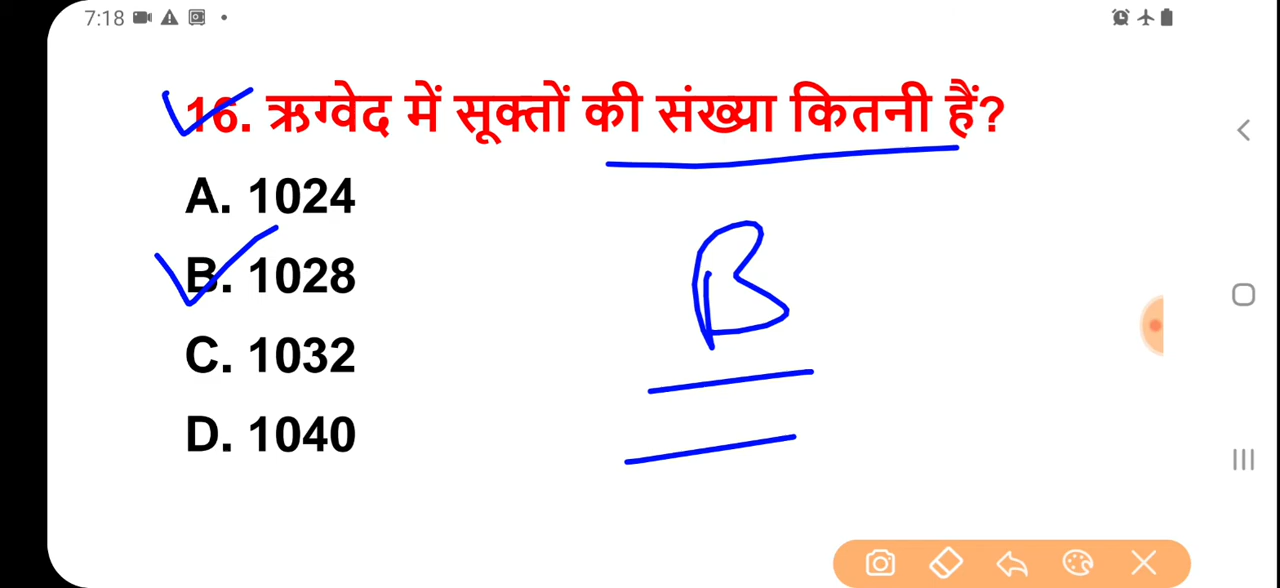 7:18
16. ऋग्वेद में सूक्तों की संख्या कितनी हैं?
A. 1024
B. 1028
B
C. 1032
D. 1040